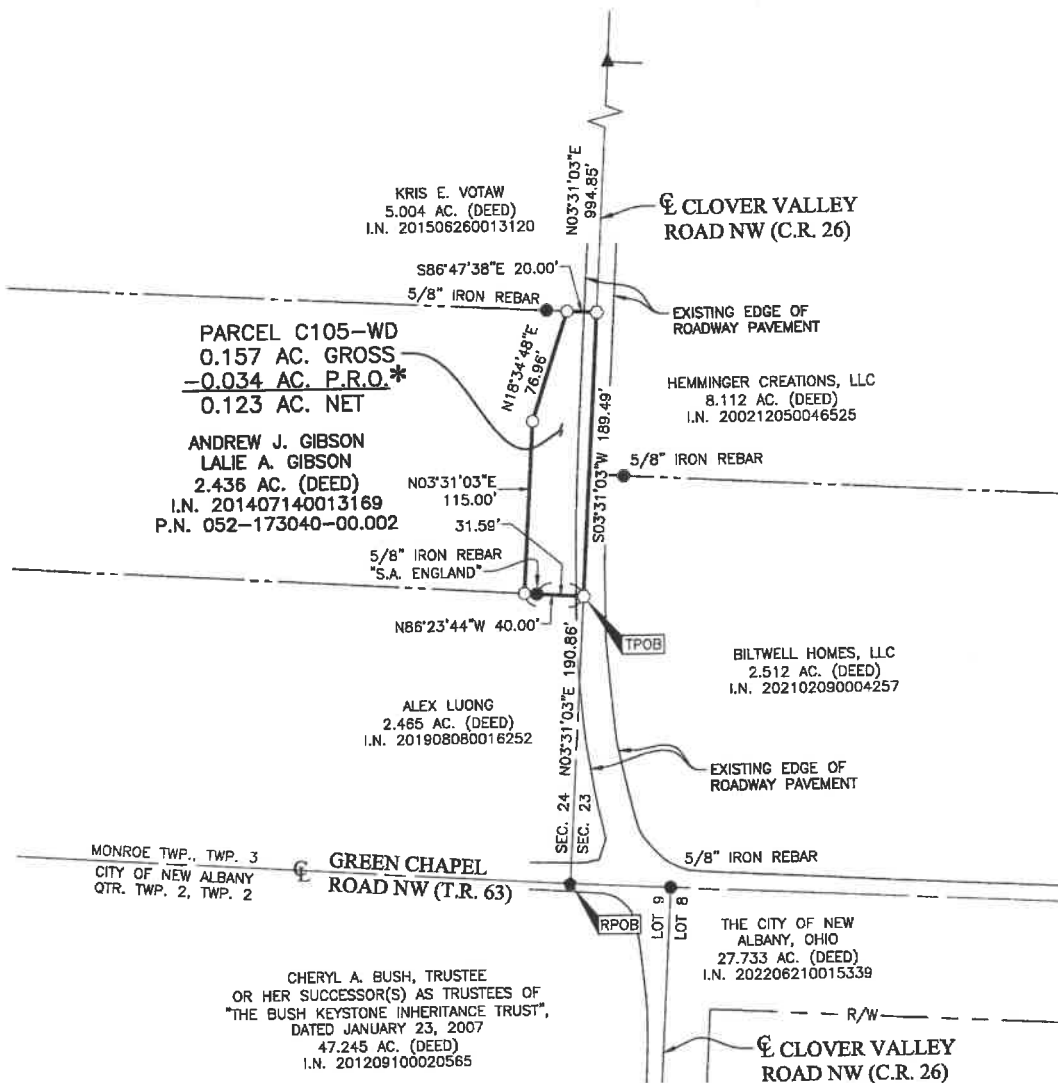 KRIS E. VOTAW
5.004 AC. (DEED)
I.N. 201506260013120
N03°31'03"E
994.85'
℄ CLOVER VALLEY
ROAD NW (C.R. 26)
S86°47'38"E 20.00'
5/8" IRON REBAR
EXISTING EDGE OF
ROADWAY PAVEMENT
PARCEL C105-WD
0.157 AC. GROSS
-0.034 AC. P.R.O.*
0.123 AC. NET
N18°34'48"E
76.96'
HEMMINGER CREATIONS, LLC
8.112 AC. (DEED)
I.N. 200212050046525
ANDREW J. GIBSON
LALIE A. GIBSON
2.436 AC. (DEED)
I.N. 201407140013169
P.N. 052-173040-00.002
S03°31'03"W 189.49'
5/8" IRON REBAR
N03°31'03"E
115.00'
31.59'
5/8" IRON REBAR
"S.A. ENGLAND"
N86°23'44"W 40.00'
TPOB
BILTWELL HOMES, LLC
2.512 AC. (DEED)
I.N. 202102090004257
N03°31'03"E 190.86'
ALEX LUONG
2.465 AC. (DEED)
I.N. 201908080016252
EXISTING EDGE OF
ROADWAY PAVEMENT
SEC. 24
SEC. 23
MONROE TWP., TWP. 3
CITY OF NEW ALBANY
QTR. TWP. 2, TWP. 2
℄ GREEN CHAPEL
ROAD NW (T.R. 63)
5/8" IRON REBAR
RPOB
LOT 9
LOT 8
THE CITY OF NEW
ALBANY, OHIO
27.733 AC. (DEED)
I.N. 202206210015339
CHERYL A. BUSH, TRUSTEE
OR HER SUCCESSOR(S) AS TRUSTEES OF
"THE BUSH KEYSTONE INHERITANCE TRUST",
DATED JANUARY 23, 2007
47.245 AC. (DEED)
I.N. 201209100020565
R/W
℄ CLOVER VALLEY
ROAD NW (C.R. 26)